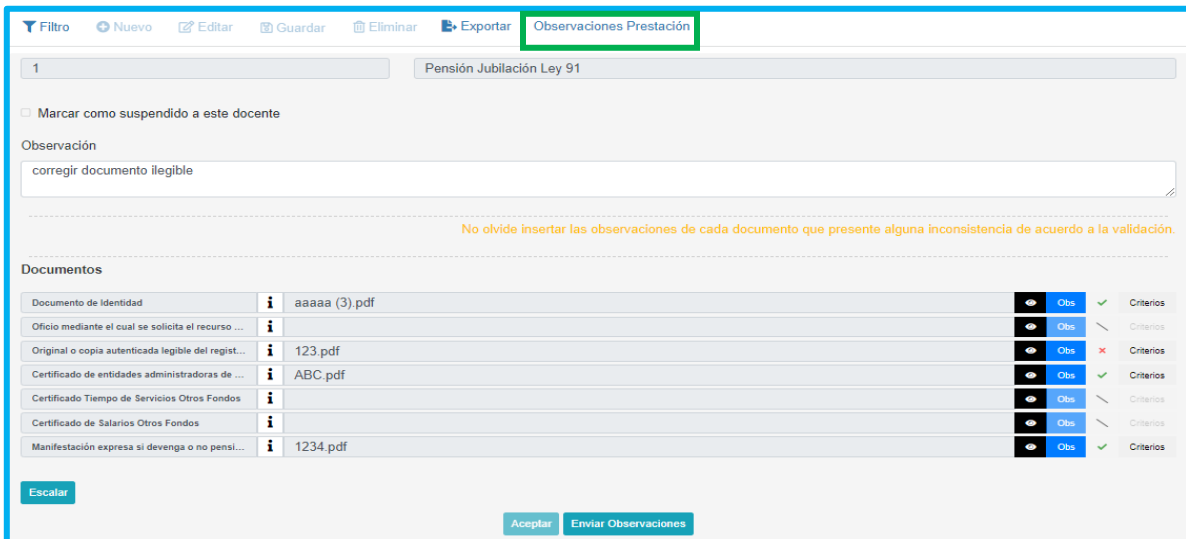 Filtro Nuevo Editar Guardar Eliminar Exportar Observaciones Prestación
1 Pensión Jubilación Ley 91
Marcar como suspendido a este docente
Observación
corregir documento ilegible
No olvide insertar las observaciones de cada documento que presente alguna inconsistencia de acuerdo a la validación.
Documentos
Documento de Identidad i aaaaa (3).pdf Obs Criterios
Oficio mediante el cual se solicita el recurso ... i Obs Criterios
Original o copia autenticada legible del regist... i 123.pdf Obs Criterios
Certificado de entidades administradoras de ... i ABC.pdf Obs Criterios
Certificado Tiempo de Servicios Otros Fondos i Obs Criterios
Certificado de Salarios Otros Fondos i Obs Criterios
Manifestación expresa si devenga o no pensi... i 1234.pdf Obs Criterios
Escalar
Aceptar Enviar Observaciones